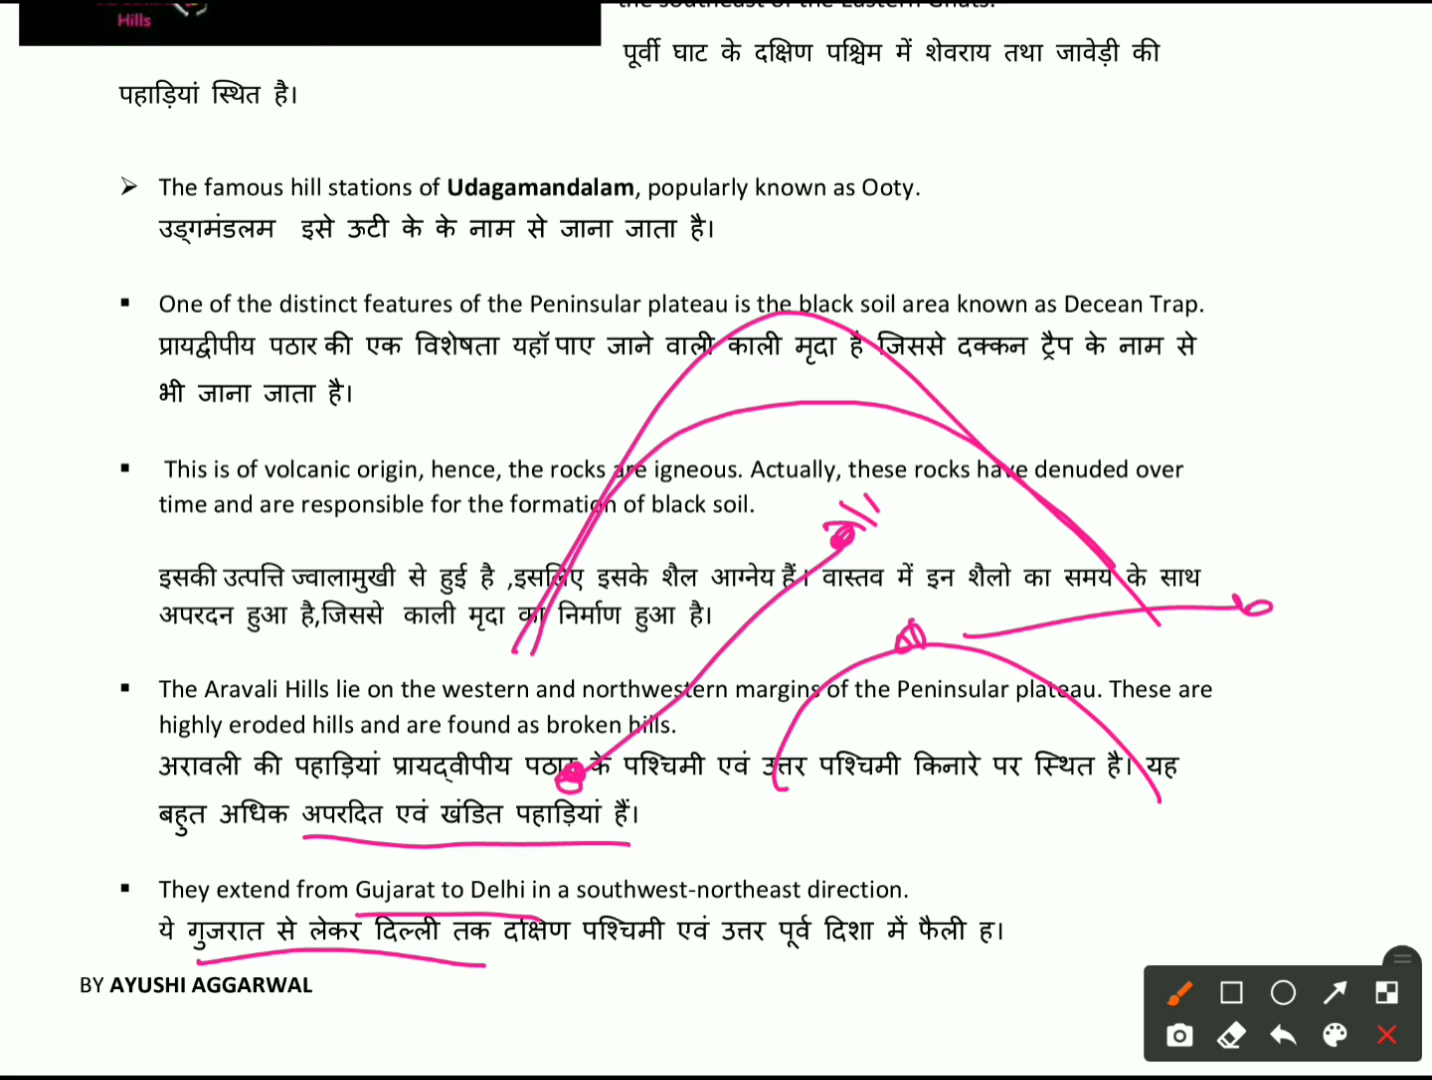 Hills
the southeast of the Eastern Ghats.
पूर्वी घाट के दक्षिण पश्चिम में शेवराय तथा जावेड़ी की
पहाड़ियां स्थित है।
➤ The famous hill stations of Udagamandalam, popularly known as Ooty.
उड्गमंडलम इसे ऊटी के के नाम से जाना जाता है।
▪ One of the distinct features of the Peninsular plateau is the black soil area known as Decean Trap.
प्रायद्वीपीय पठार की एक विशेषता यहॉ पाए जाने वाली काली मृदा है जिससे दक्कन ट्रैप के नाम से
भी जाना जाता है।
▪ This is of volcanic origin, hence, the rocks are igneous. Actually, these rocks have denuded over
time and are responsible for the formation of black soil.
इसकी उत्पत्ति ज्वालामुखी से हुई है ,इसलिए इसके शैल आग्नेय हैं। वास्तव में इन शैलो का समय के साथ
अपरदन हुआ है,जिससे काली मृदा का निर्माण हुआ है।
▪ The Aravali Hills lie on the western and northwestern margins of the Peninsular plateau. These are
highly eroded hills and are found as broken hills.
अरावली की पहाड़ियां प्रायद्वीपीय पठार के पश्चिमी एवं उत्तर पश्चिमी किनारे पर स्थित है। यह
बहुत अधिक अपरदित एवं खंडित पहाड़ियां हैं।
▪ They extend from Gujarat to Delhi in a southwest-northeast direction.
ये गुजरात से लेकर दिल्ली तक दक्षिण पश्चिमी एवं उत्तर पूर्व दिशा में फैली ह।
BY AYUSHI AGGARWAL